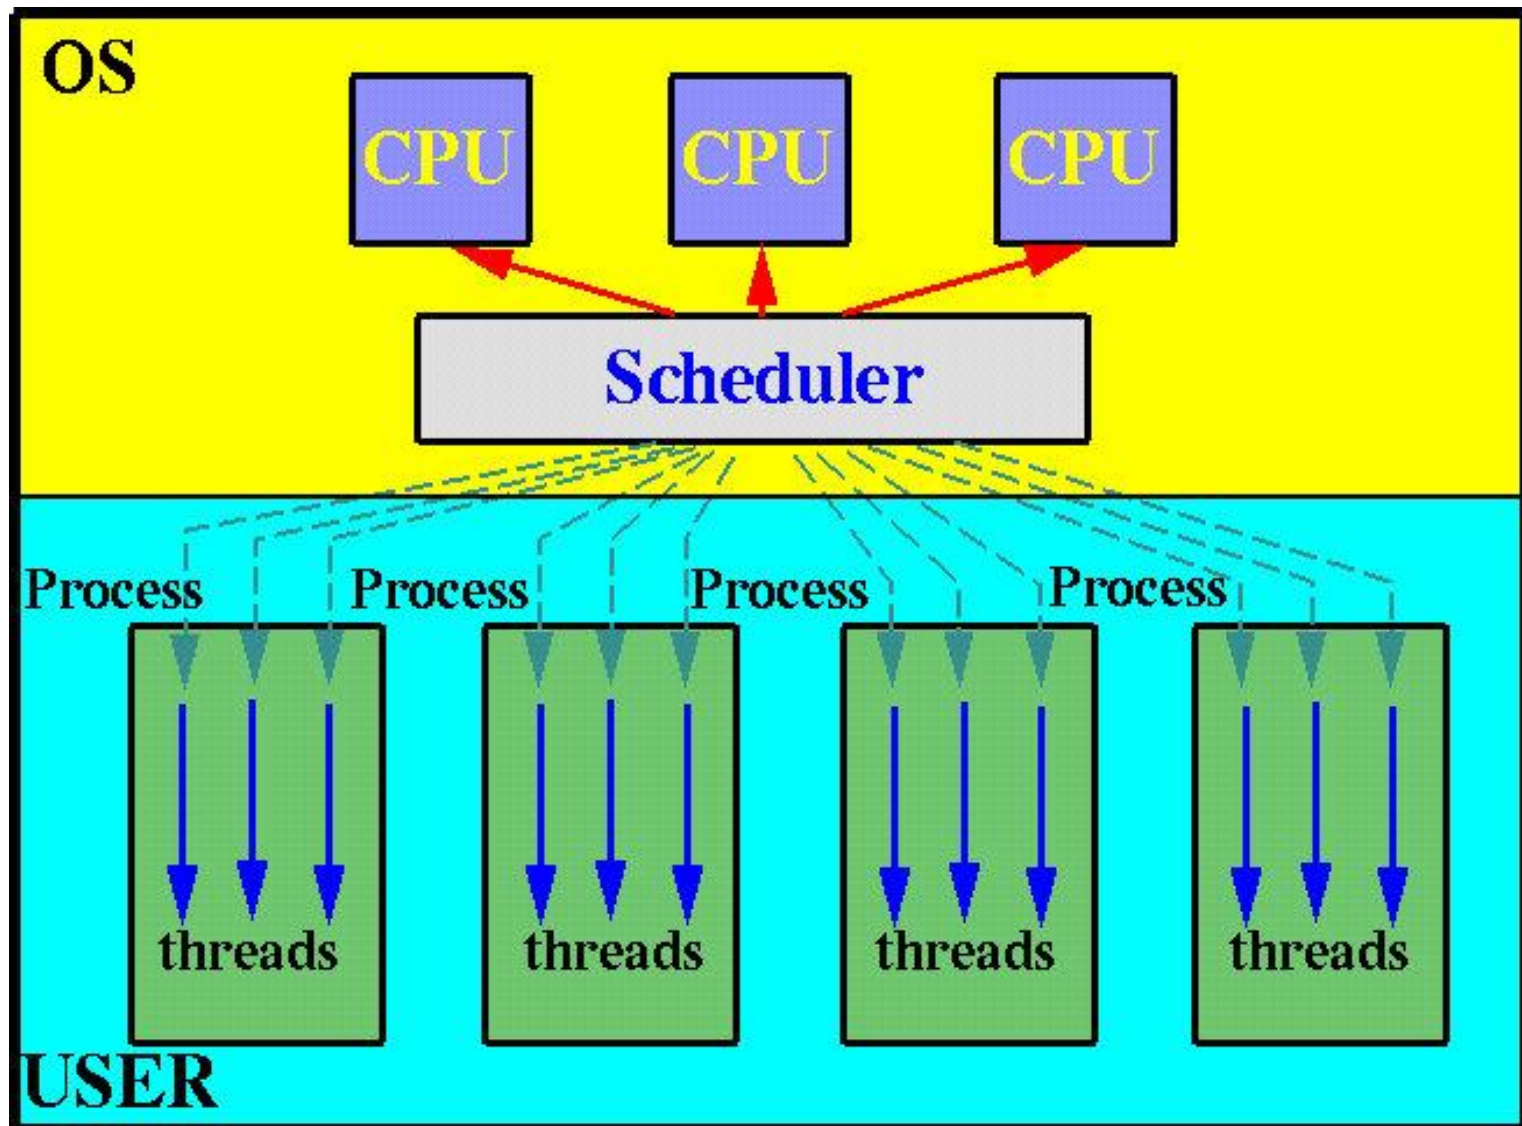 OS
CPU CPU CPU
Scheduler
Process Process Process Process
threads threads threads threads
USER